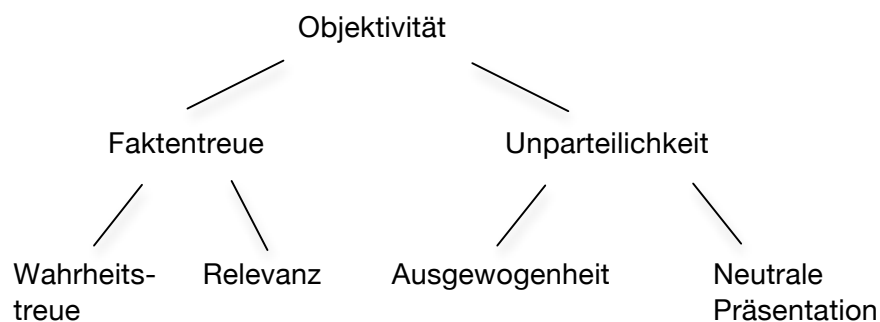 Objektivität
Faktentreue
Unparteilichkeit
Wahrheits-
treue
Relevanz
Ausgewogenheit
Neutrale
Präsentation